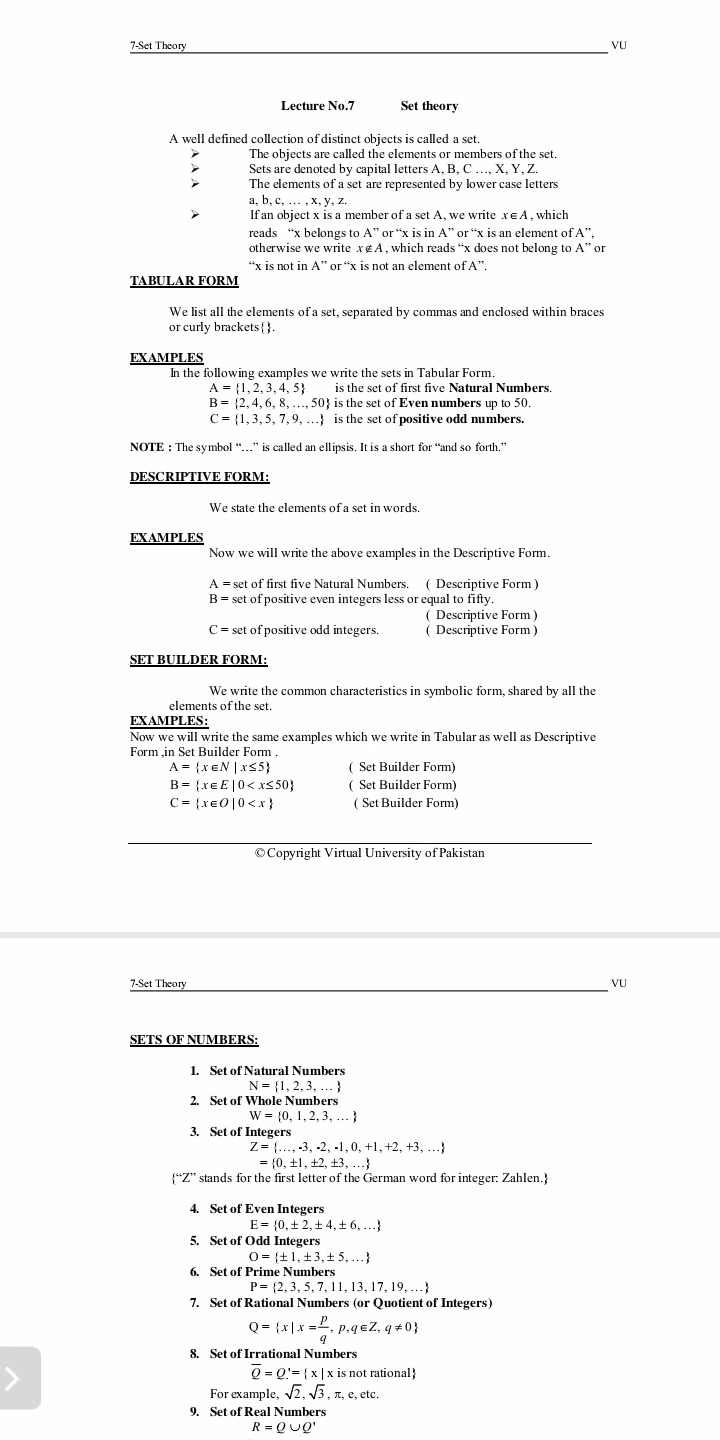 7-Set Theory VU
Lecture No.7 Set theory
A well defined collection of distinct objects is called a set.
➢ The objects are called the elements or members of the set.
➢ Sets are denoted by capital letters A, B, C …, X, Y, Z.
➢ The elements of a set are represented by lower case letters
a, b, c, … , x, y, z.
➢ If an object x is a member of a set A, we write x ∈ A, which
reads “x belongs to A” or “x is in A” or “x is an element of A”,
otherwise we write x ∉ A, which reads “x does not belong to A” or
“x is not in A” or “x is not an element of A”.
TABULAR FORM
We list all the elements of a set, separated by commas and enclosed within braces
or curly brackets{}.
EXAMPLES
In the following examples we write the sets in Tabular Form.
A = {1, 2, 3, 4, 5} is the set of first five Natural Numbers.
B = {2, 4, 6, 8, …, 50} is the set of Even numbers up to 50.
C = {1, 3, 5, 7, 9, …} is the set of positive odd numbers.
NOTE : The symbol “…” is called an ellipsis. It is a short for “and so forth.”
DESCRIPTIVE FORM:
We state the elements of a set in words.
EXAMPLES
Now we will write the above examples in the Descriptive Form.
A = set of first five Natural Numbers. ( Descriptive Form )
B = set of positive even integers less or equal to fifty.
( Descriptive Form )
C = set of positive odd integers. ( Descriptive Form )
SET BUILDER FORM:
We write the common characteristics in symbolic form, shared by all the
elements of the set.
EXAMPLES:
Now we will write the same examples which we write in Tabular as well as Descriptive
Form ,in Set Builder Form .
A = {x ∈ N | x ≤ 5} ( Set Builder Form)
B = {x ∈ E | 0 < x ≤ 50} ( Set Builder Form)
C = {x ∈ O | 0 < x } ( Set Builder Form)
© Copyright Virtual University of Pakistan
7-Set Theory VU
SETS OF NUMBERS:
1. Set of Natural Numbers
N = {1, 2, 3, … }
2. Set of Whole Numbers
W = {0, 1, 2, 3, … }
3. Set of Integers
Z = {…, -3, -2, -1, 0, +1, +2, +3, …}
= {0, ±1, ±2, ±3, …}
{“Z” stands for the first letter of the German word for integer: Zahlen.}
4. Set of Even Integers
E = {0, ± 2, ± 4, ± 6, …}
5. Set of Odd Integers
O = {± 1, ± 3, ± 5, …}
6. Set of Prime Numbers
P = {2, 3, 5, 7, 11, 13, 17, 19, …}
7. Set of Rational Numbers (or Quotient of Integers)
Q = {x | x = p/q, p, q ∈ Z, q ≠ 0}
8. Set of Irrational Numbers
Q̅ = Q' = { x | x is not rational}
For example, √2, √3, π, e, etc.
9. Set of Real Numbers
R = Q ∪ Q'